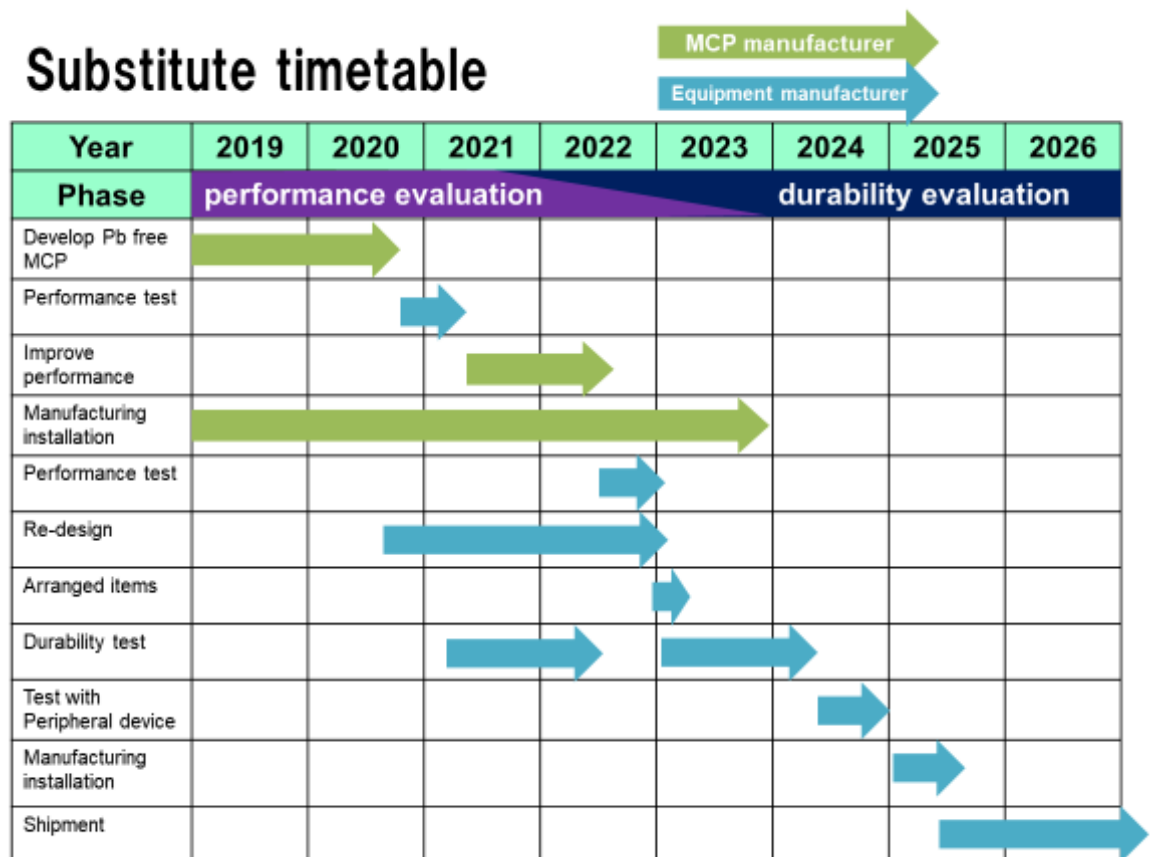 Substitute timetable
MCP manufacturer
Equipment manufacturer
Year 2019 2020 2021 2022 2023 2024 2025 2026
Phase performance evaluation durability evaluation
Develop Pb free
MCP
Performance test
Improve
performance
Manufacturing
installation
Performance test
Re-design
Arranged items
Durability test
Test with
Peripheral device
Manufacturing
installation
Shipment